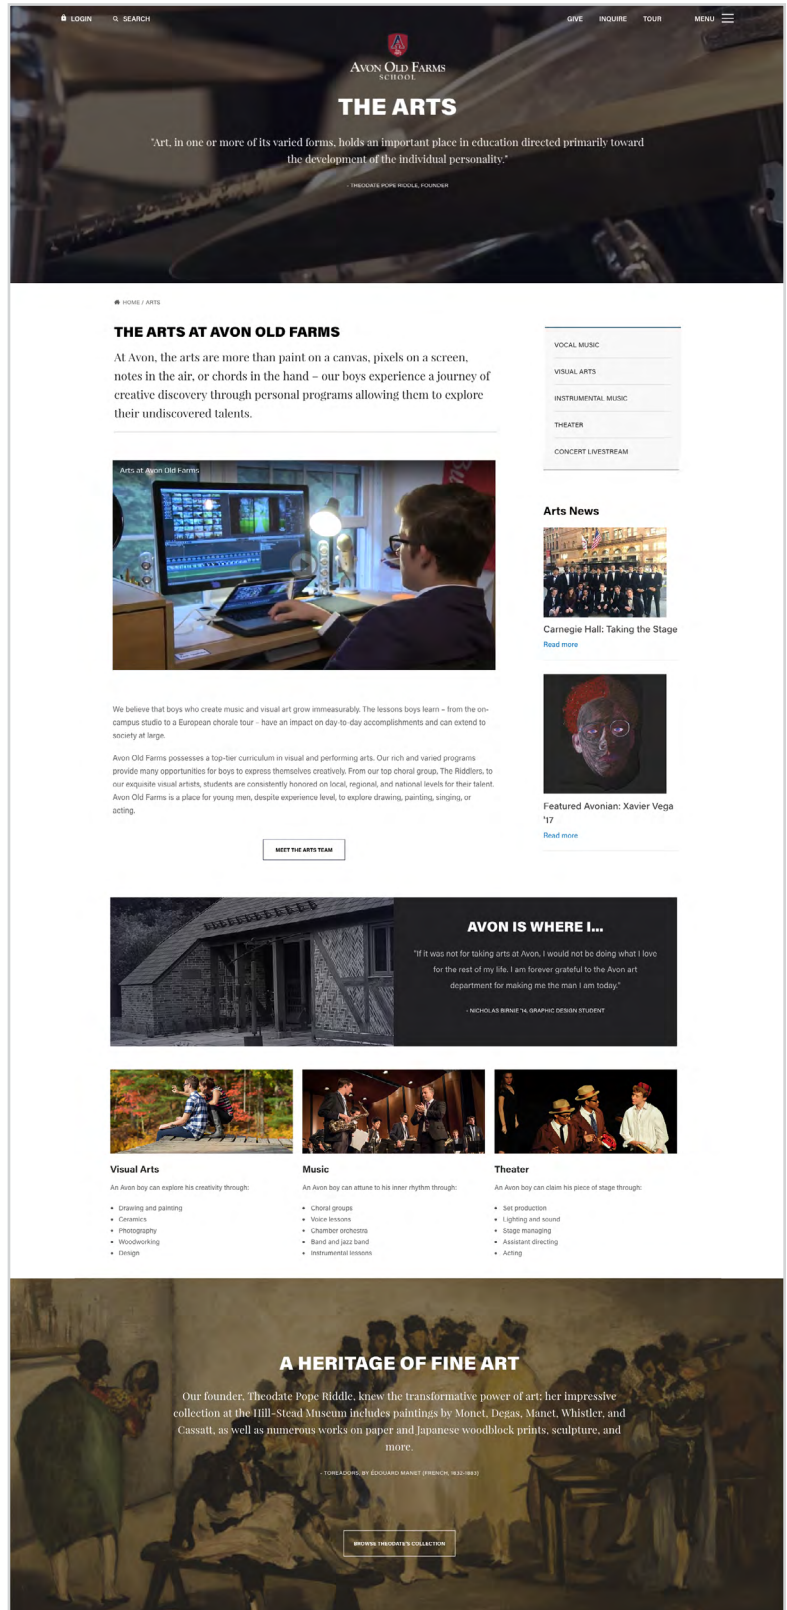 LOGIN
SEARCH
GIVE
INQUIRE
TOUR
MENU
AVON OLD FARMS
SCHOOL
THE ARTS
"Art, in one or more of its varied forms, holds an important place in education directed primarily toward
the development of the individual personality."
- THEODATE POPE RIDDLE, FOUNDER
HOME / ARTS
THE ARTS AT AVON OLD FARMS
At Avon, the arts are more than paint on a canvas, pixels on a screen,
notes in the air, or chords in the hand – our boys experience a journey of
creative discovery through personal programs allowing them to explore
their undiscovered talents.
Arts at Avon Old Farms
We believe that boys who create music and visual art grow immeasurably. The lessons boys learn – from the on-
campus studio to a European chorale tour – have an impact on day-to-day accomplishments and can extend to
society at large.
Avon Old Farms possesses a top-tier curriculum in visual and performing arts. Our rich and varied programs
provide many opportunities for boys to express themselves creatively. From our top choral group, The Riddlers, to
our exquisite visual artists, students are consistently honored on local, regional, and national levels for their talent.
Avon Old Farms is a place for young men, despite experience level, to explore drawing, painting, singing, or
acting.
MEET THE ARTS TEAM
VOCAL MUSIC
VISUAL ARTS
INSTRUMENTAL MUSIC
THEATER
CONCERT LIVESTREAM
Arts News
Carnegie Hall: Taking the Stage
Read more
Featured Avonian: Xavier Vega
'17
Read more
AVON IS WHERE I...
"If it was not for taking arts at Avon, I would not be doing what I love
for the rest of my life. I am forever grateful to the Avon art
department for making me the man I am today."
- NICHOLAS BIRNIE '14, GRAPHIC DESIGN STUDENT
Visual Arts
An Avon boy can explore his creativity through:
• Drawing and painting
• Ceramics
• Photography
• Woodworking
• Design
Music
An Avon boy can attune to his inner rhythm through:
• Choral groups
• Voice lessons
• Chamber orchestra
• Band and jazz band
• Instrumental lessons
Theater
An Avon boy can claim his piece of stage through:
• Set production
• Lighting and sound
• Stage managing
• Assistant directing
• Acting
A HERITAGE OF FINE ART
Our founder, Theodate Pope Riddle, knew the transformative power of art; her impressive
collection at the Hill-Stead Museum includes paintings by Monet, Degas, Manet, Whistler, and
Cassatt, as well as numerous works on paper and Japanese woodblock prints, sculpture, and
more.
- TOREADORS, BY ÉDOUARD MANET (FRENCH, 1832-1883)
BROWSE THEODATE'S COLLECTION